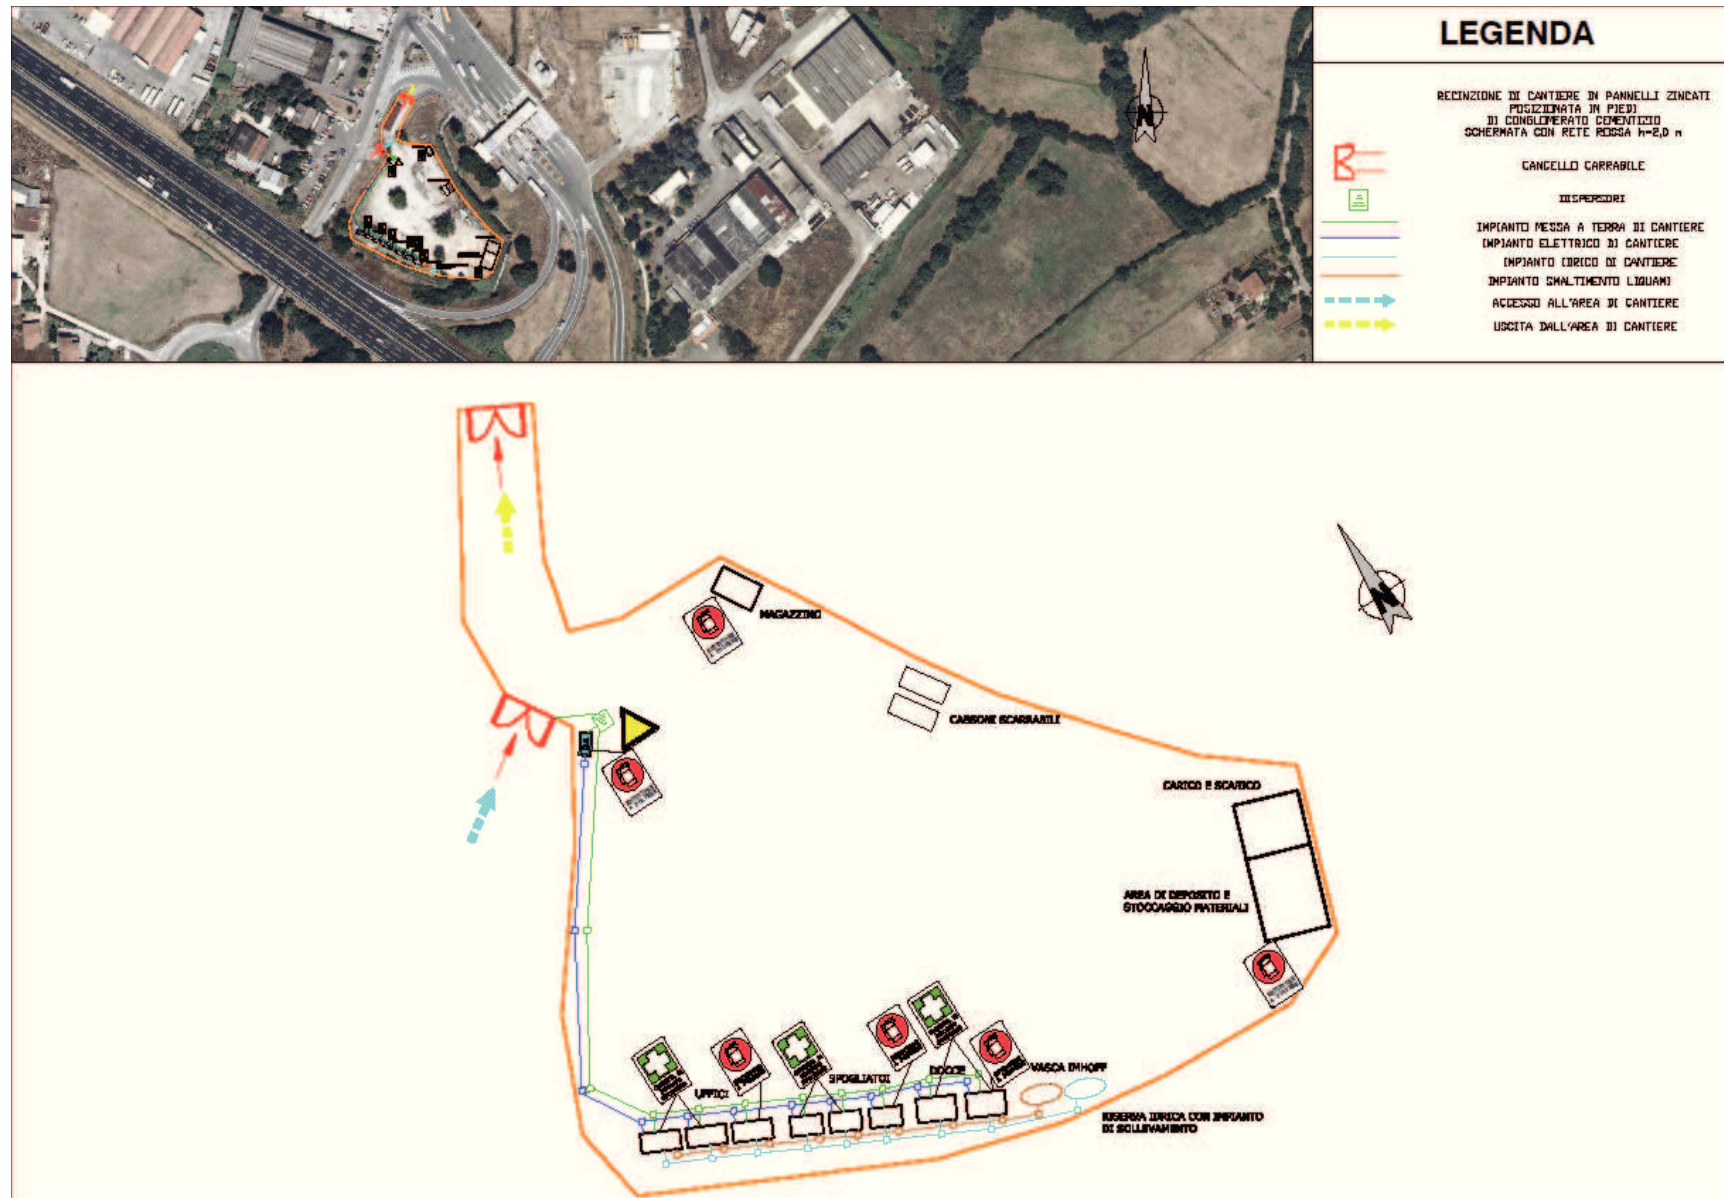 LEGENDA
RECINZIONE DI CANTIERE IN PANNELLI ZINCATI
POSIZIONATA IN PIEDI
DI CONGLOMERATO CEMENTIZIO
SCHERMATA CON RETE ROSSA h=2,0 m
CANCELLO CARRABILE
DISPERSORI
IMPIANTO MESSA A TERRA DI CANTIERE
IMPIANTO ELETTRICO DI CANTIERE
IMPIANTO IDRICO DI CANTIERE
IMPIANTO SMALTIMENTO LIQUAMI
ACCESSO ALL'AREA DI CANTIERE
USCITA DALL'AREA DI CANTIERE
N
N
MAGAZZINO
CASSONI SCARRABILI
CARICO E SCARICO
AREA DI DEPOSITO E
STOCCAGGIO MATERIALI
UFFICI
SPOGLIATOI
DOCCE
VASCA IMHOFF
RISERVA IDRICA CON IMPIANTO
DI SOLLEVAMENTO